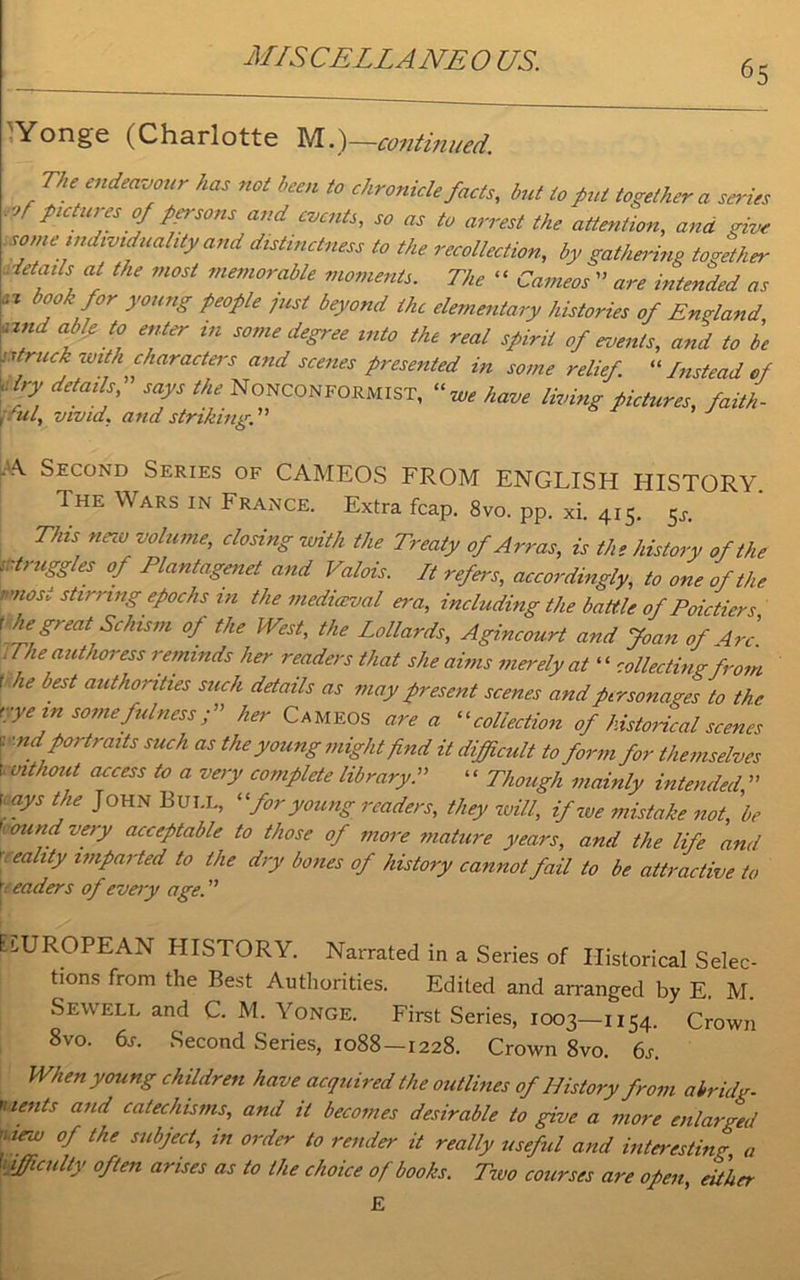 MISCELLANEOUS.
65
Yonge (Charlotte M.)—continued.
The endeavour has not been to chronicle facts, but to put together a series
of pictures of persons and events, so as to arrest the attention, and give
some individuality and distinctness to the recollection, by gathering together
details at the most memorable moments. The “ Cameos ” are intended as
a book for young people just beyond the elementary histories of England,
and able to enter in some degree into the real spirit of events, and to be
struck with characters and scenes presented in some relief. “Instead of
dry details,” says the NONCONFORMIST, “we have living pictures, faith-
ful, vivid, and striking.”
A SECOND SERIES OF CAMEOS FROM ENGLISH HISTORY.
THE WARS IN FRANCE. Extra fcap. 8vo. pp. xi. 415. 5s.
This new volume, closing with the Treaty of Arras, is the history of the
struggles of Plantagenet and Valois. It refers, accordingly, to one of the
most stirring epochs in the mediæval era, including the battle of Poictiers,
the great Schism of the West, the Lollards, Agincourt and Joan of Arc.
The authoress reminds her readers that she aims merely at “ collecting from
the best authorities such details as may present scenes and personages to the
eye in some fulness ;” her CAMEOS are a “collection of historical scenes
and portraits such as the young might find it difficult to form for themselves
without access to a very complete library.” “ Though mainly intended,”
says the JOHN BULL, “for young readers, they will, if we mistake not, be
found very acceptable to those of more mature years, and the life and
reality imparted to the dry bones of history cannot fail to be attractive to
readers of every age.”
EUROPEAN HISTORY. Narrated in a Series of Historical Selec-
tions from the Best Authorities. Edited and arranged by E. M.
SEWELL and C. M. YONGE. First Series, 1003—1154. Crown
8vo. 6s. Second Series, 1088—1228. Crown 8vo. 6s.
When young children have acquired the outlines of History from abridg-
ments and catechisms, and it becomes desirable to give a more enlarged
view of the subject, in order to render it really useful and interesting, a
difficulty often arises as to the choice of books. Two courses are open, either
E